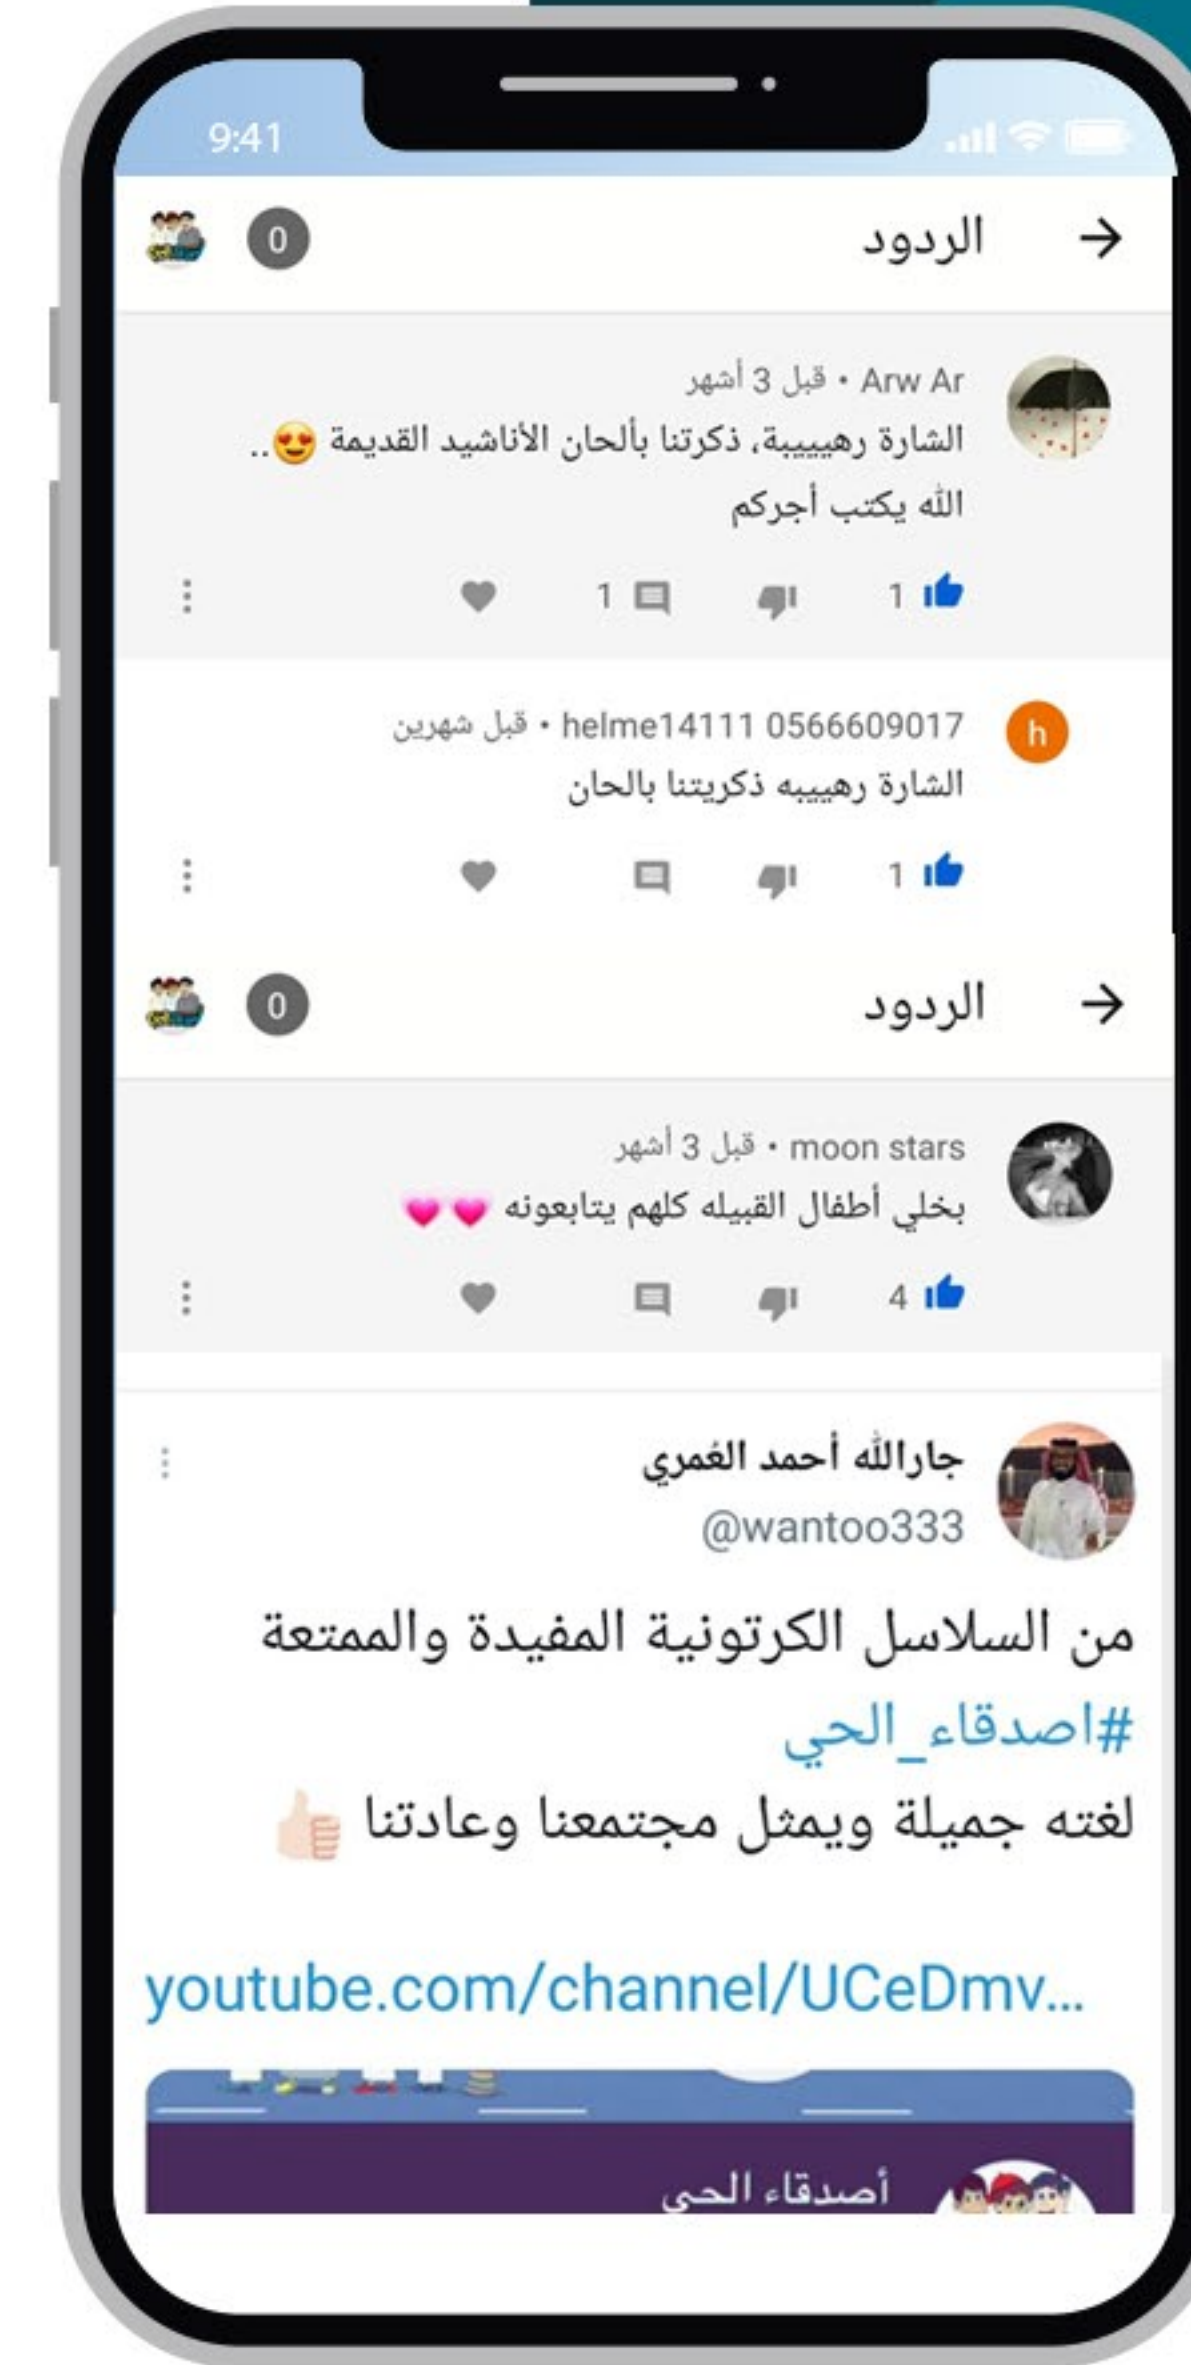 9:41
الردود
0
Arw Ar • قبل 3 أشهر
الشارة رهيييبة، ذكرتنا بألحان الأناشيد القديمة 😍..
الله يكتب أجركم
1 1
helme14111 0566609017 • قبل شهرين
الشارة رهيييبه ذكريتنا بالحان
1
الردود
0
moon stars • قبل 3 أشهر
بخلي أطفال القبيله كلهم يتابعونه 💗💗
4
جارالله أحمد العُمري
@wantoo333
من السلاسل الكرتونية المفيدة والممتعة
#اصدقاء_الحي
لغته جميلة ويمثل مجتمعنا وعادتنا 👍🏻
youtube.com/channel/UCeDmv...
أصدقاء الحي